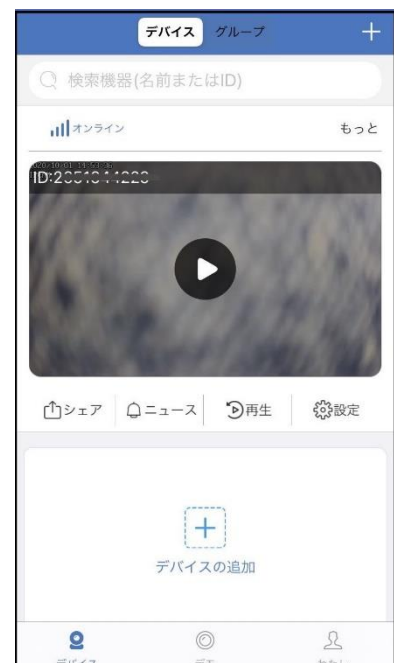 デバイス グループ
検索機器(名前またはID)
オンライン もっと
シェア ニュース 再生 設定
デバイスの追加